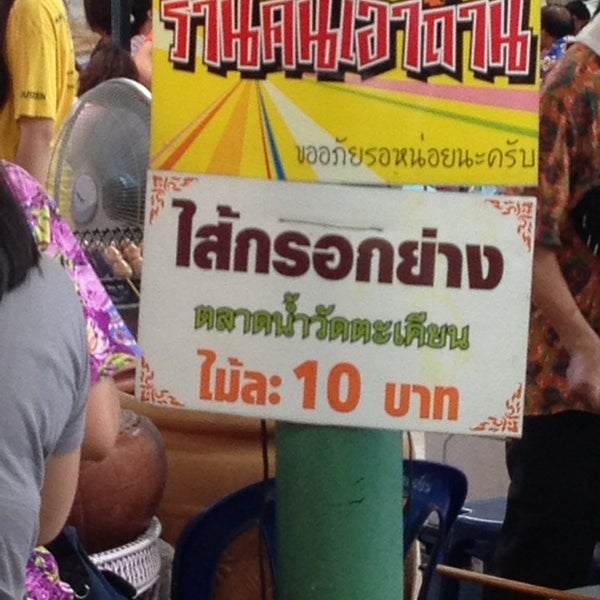 ร้านคนเอาถ่าน
ขออภัยรอหน่อยนะครับ
ไส้กรอกย่าง
ตลาดน้ำวัดตะเคียน
ไม้ละ 10 บาท